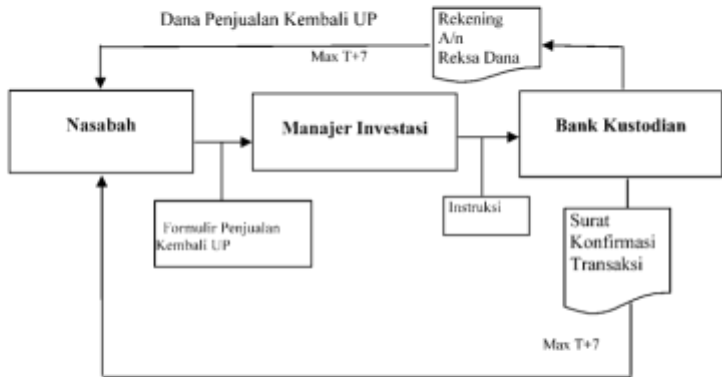 Dana Penjualan Kembali UP
Rekening
A/n
Reksa Dana
Max T+7
Nasabah
Manajer Investasi
Bank Kustodian
Formulir Penjualan
Kembali UP
Instruksi
Surat
Konfirmasi
Transaksi
Max T+7